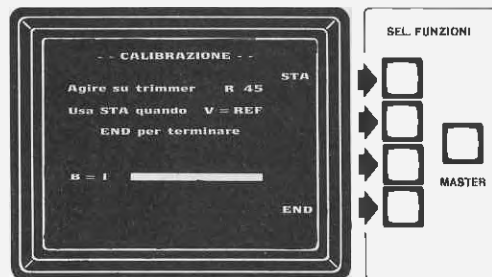 SEL. FUNZIONI
- - CALIBRAZIONE - -
STA
Agire su trimmer R 45
Usa STA quando V = REF
END per terminare
B = I
END
MASTER